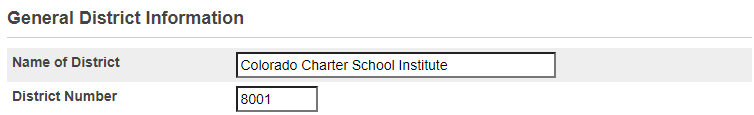 General District Information
Name of District Colorado Charter School Institute
District Number 8001